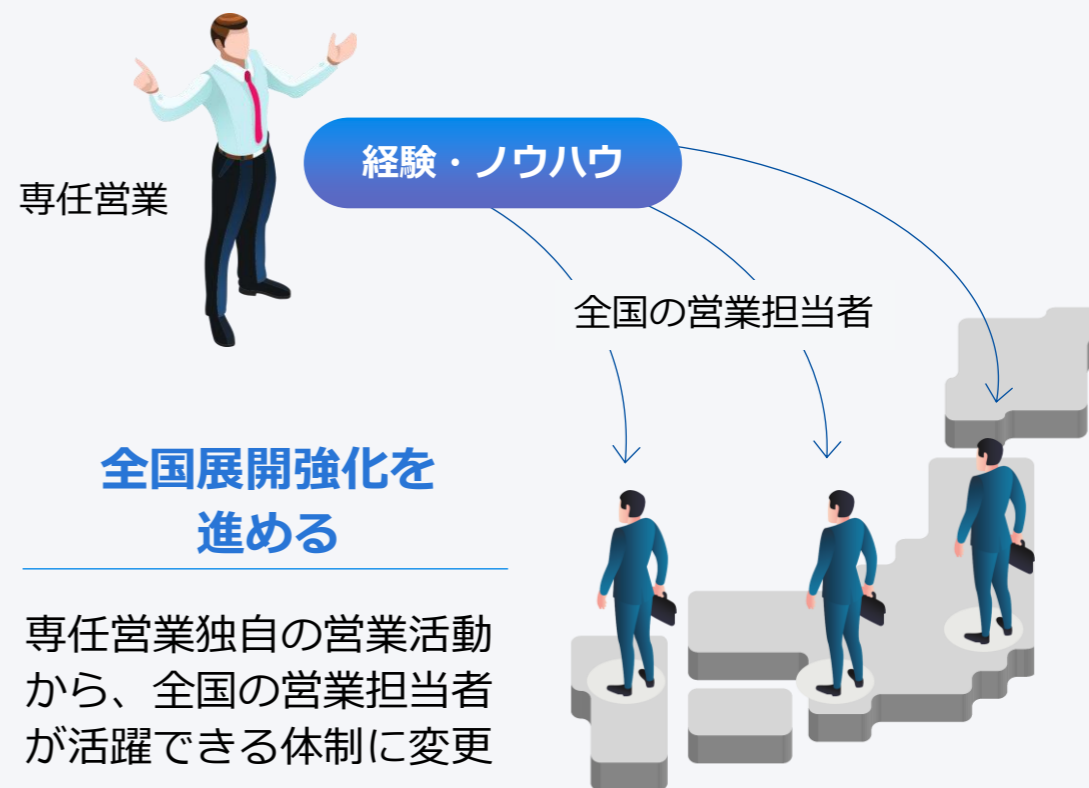 経験・ノウハウ
専任営業
全国の営業担当者
全国展開強化を
進める
専任営業独自の営業活動
から、全国の営業担当者
が活躍できる体制に変更